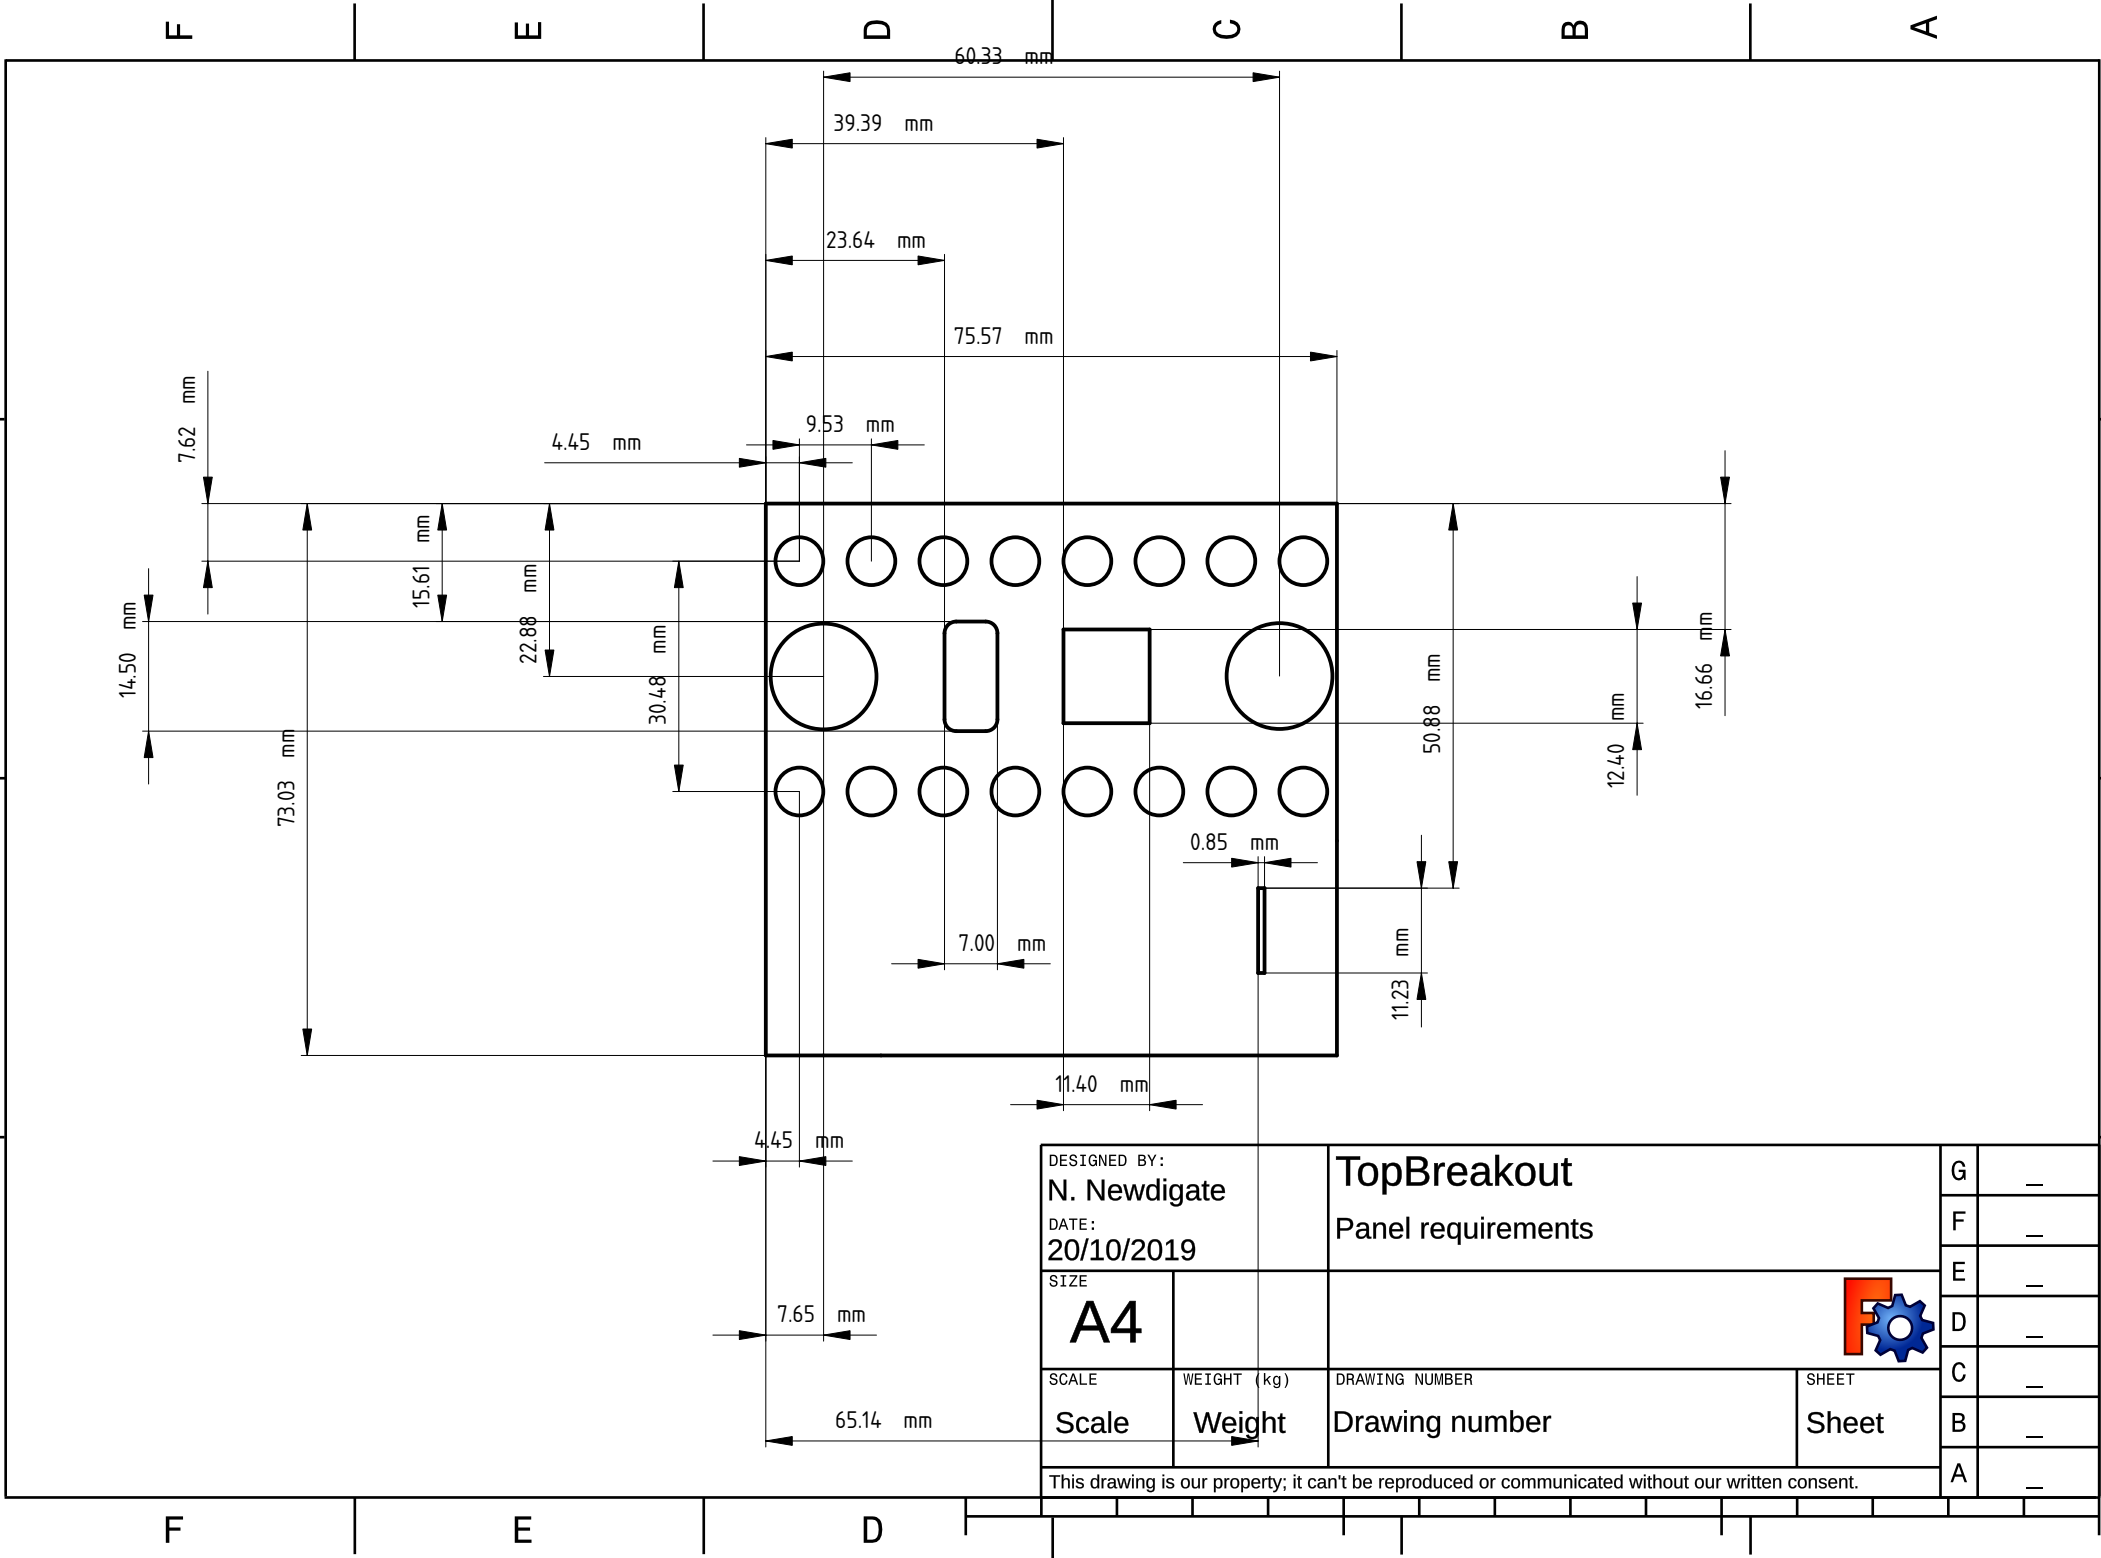 F E D C B A
60.33 mm
39.39 mm
23.64 mm
75.57 mm
7.62 mm
9.53 mm
4.45 mm
15.61 mm
22.88 mm
14.50 mm
30.48 mm
73.03 mm
50.88 mm
16.66 mm
12.40 mm
0.85 mm
7.00 mm
11.23 mm
11.40 mm
4.45 mm
7.65 mm
65.14 mm
DESIGNED BY:
N. Newdigate
DATE:
20/10/2019
TopBreakout
Panel requirements
SIZE
A4
SCALE
Scale
WEIGHT (kg)
Weight
DRAWING NUMBER
Drawing number
SHEET
Sheet
This drawing is our property; it can't be reproduced or communicated without our written consent.
G _
F _
E _
D _
C _
B _
A _
F E D